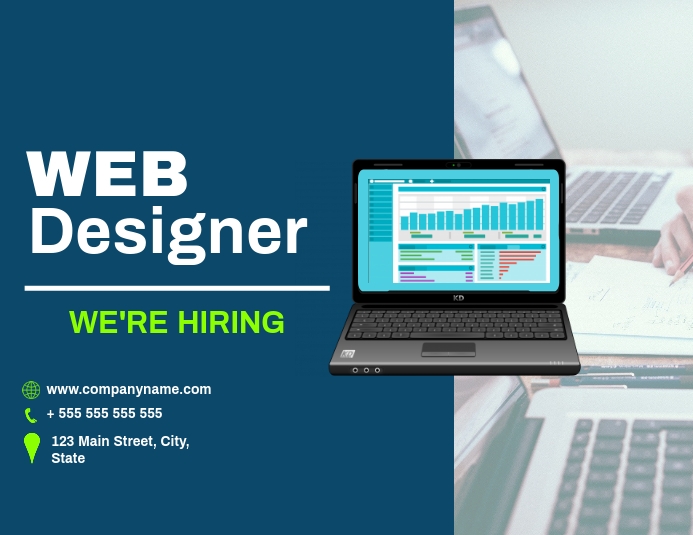 WEB
Designer
WE'RE HIRING
www.companyname.com
+ 555 555 555 555
123 Main Street, City,
State